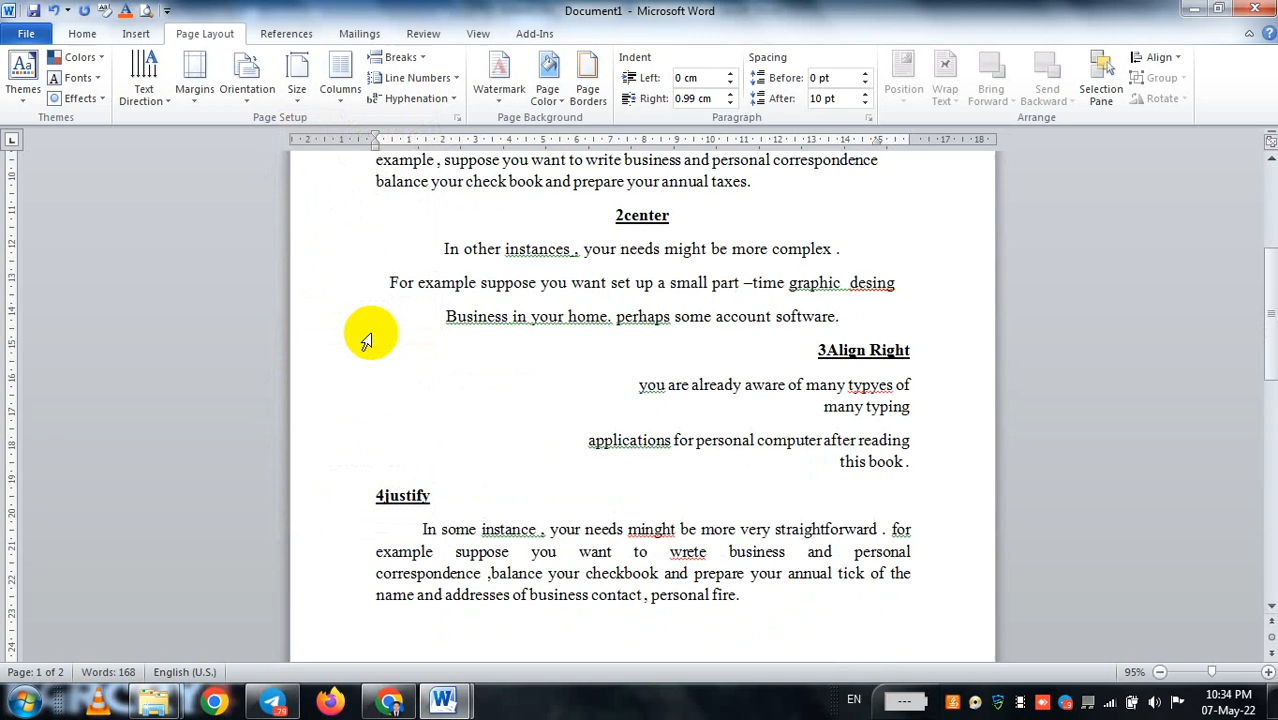 Document1 - Microsoft Word
File Home Insert Page Layout References Mailings Review View Add-Ins
Themes
Colors
Fonts
Effects
Themes
Text Direction
Margins
Orientation
Size
Columns
Breaks
Line Numbers
Hyphenation
Page Setup
Watermark
Page Color
Page Borders
Page Background
Indent
Left: 0 cm
Right: 0.99 cm
Spacing
Before: 0 pt
After: 10 pt
Paragraph
Position
Wrap Text
Bring Forward
Send Backward
Selection Pane
Align
Group
Rotate
Arrange
example , suppose you want to write business and personal correspondence
balance your check book and prepare your annual taxes.
2center
In other instances , your needs might be more complex .
For example suppose you want set up a small part –time graphic desing
Business in your home. perhaps some account software.
3Align Right
you are already aware of many typyes of
many typing
applications for personal computer after reading
this book .
4justify
In some instance , your needs minght be more very straightforward . for
example suppose you want to wrete business and personal
correspondence ,balance your checkbook and prepare your annual tick of the
name and addresses of business contact , personal fire.
Page: 1 of 2 Words: 168 English (U.S.) 95%
EN
10:34 PM
07-May-22